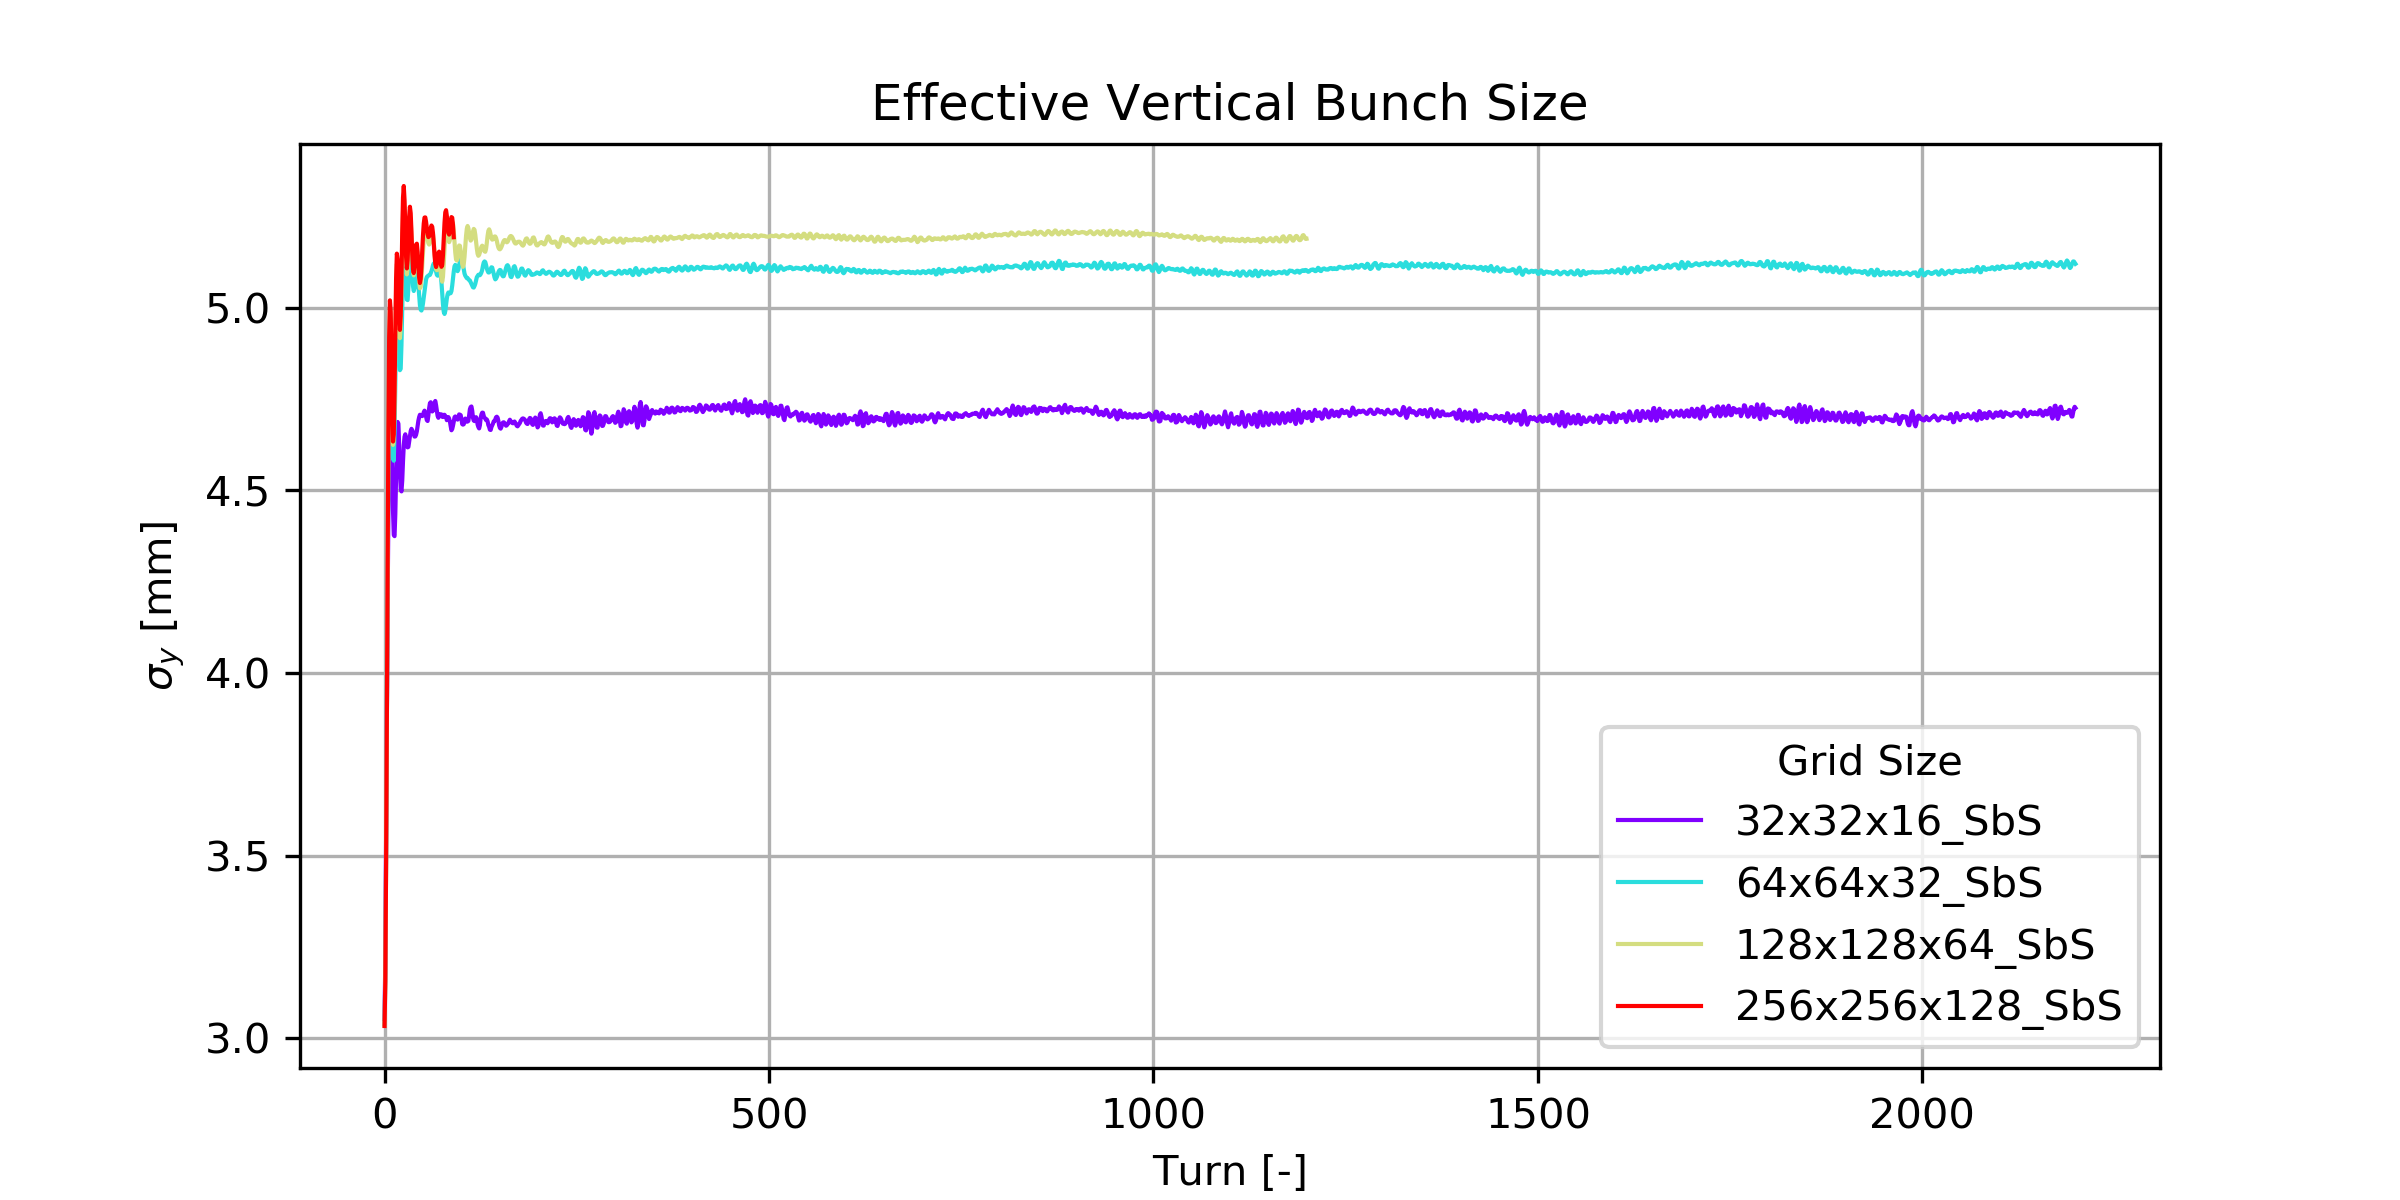 Effective Vertical Bunch Size
σy [mm]
5.0
4.5
4.0
3.5
3.0
Grid Size
32x32x16_SbS
64x64x32_SbS
128x128x64_SbS
256x256x128_SbS
0 500 1000 1500 2000
Turn [-]